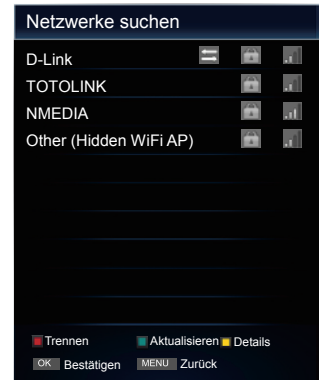 Netzwerke suchen
D-Link
TOTOLINK
NMEDIA
Other (Hidden WiFi AP)
Trennen Aktualisieren Details
OK Bestätigen MENU Zurück